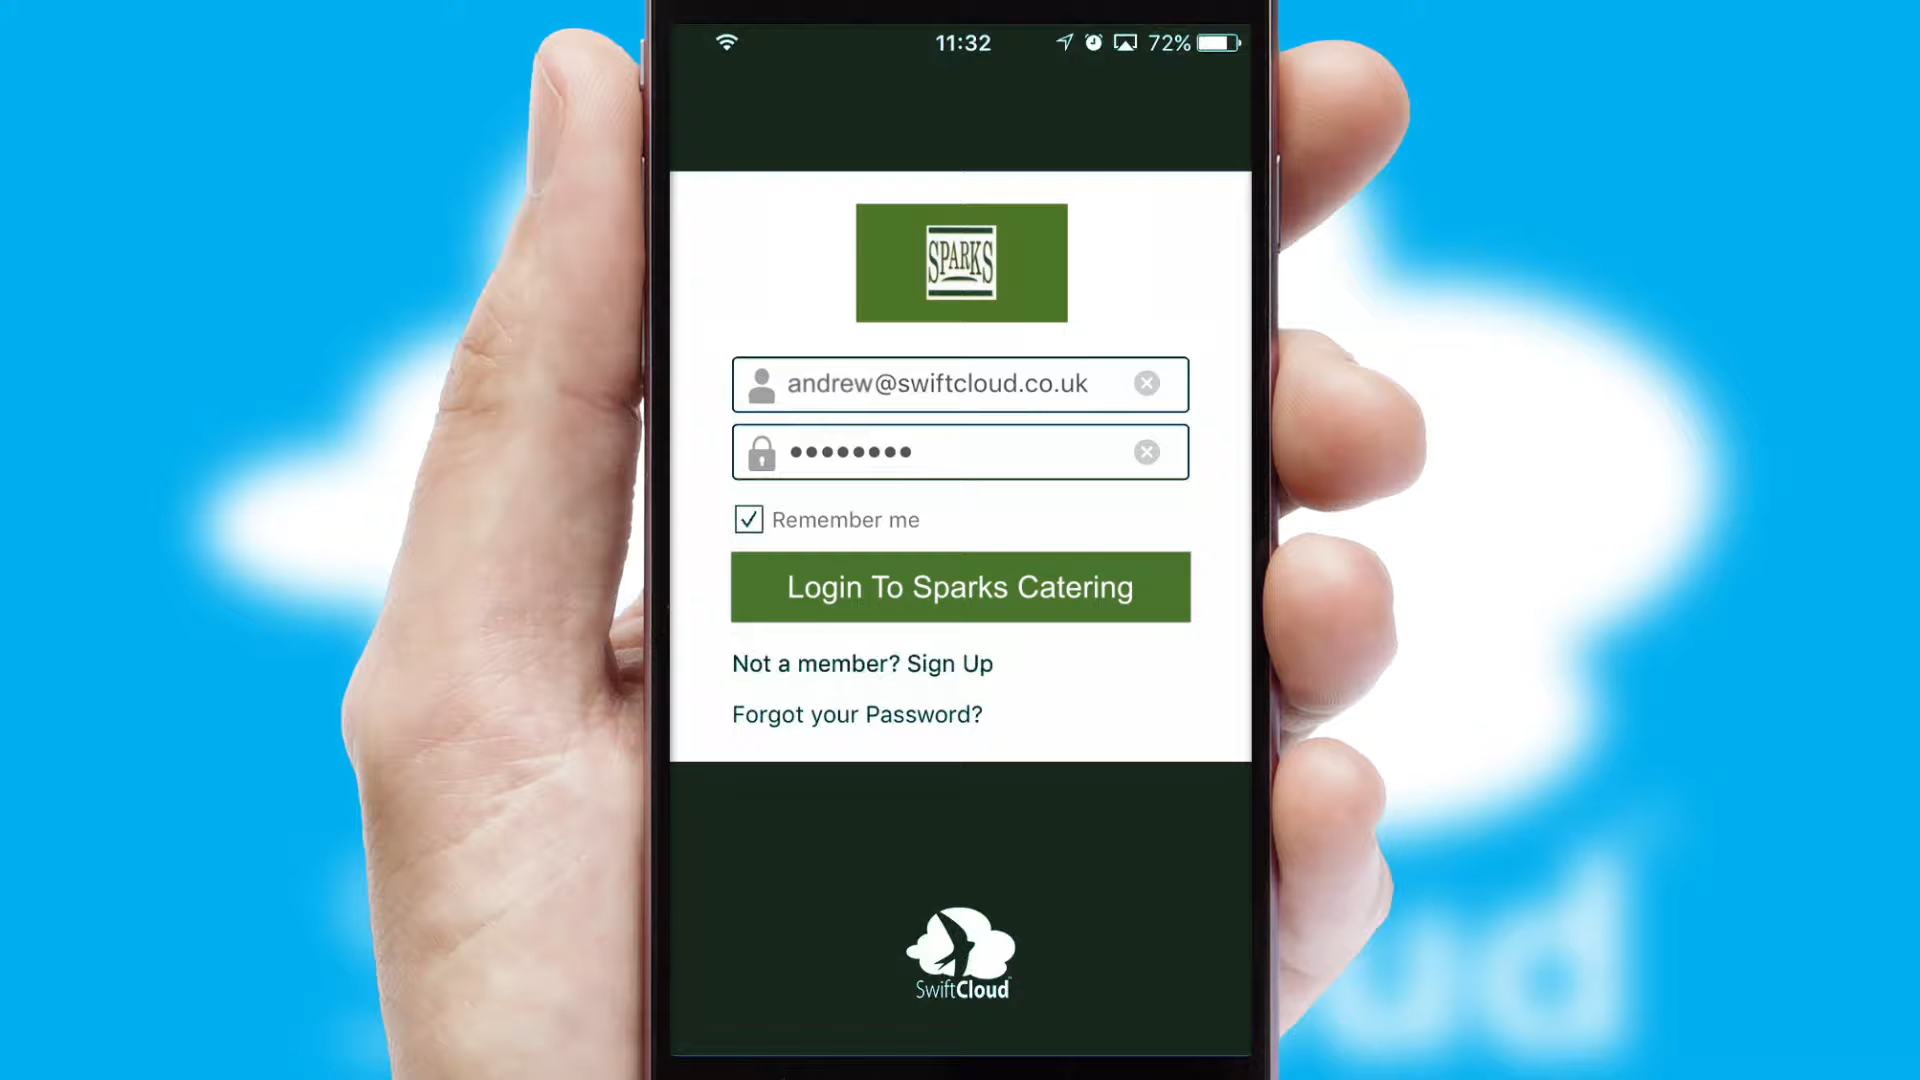 11:32
72%
SPARKS
andrew@swiftcloud.co.uk
••••••••
Remember me
Login To Sparks Catering
Not a member? Sign Up
Forgot your Password?
SwiftCloud
ud